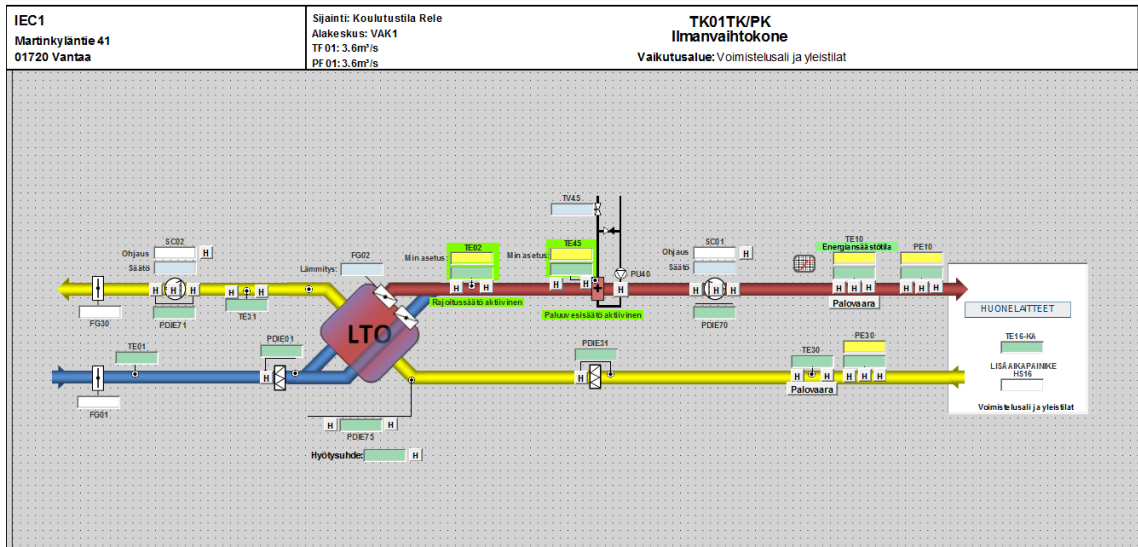 IEC1
Martinkyläntie 41
01720 Vantaa
Sijainti: Koulutustila Rele
Alakeskus: VAK1
TF01: 3.6m³/s
PF01: 3.6m³/s
TK01TK/PK
Ilmanvaihtokone
Vaikutusalue: Voimistelusali ja yleistilat
TV45
SC02
Ohjaus
H
Säätö
FG02
Lämmitys:
TE02
Min asetus:
TE45
Min asetus:
SC01
Ohjaus
H
Säätö
TE10
Energiansäästötila
PE10
PU40
H H H
H H
H H
H H
H
H H H
H H H
H H H
FG30
PDIE71
TE31
LTO
Rajoitussäätö aktiivinen
Paluuvesisäätö aktiivinen
PDIE70
Palovaara
HUONELAITTEET
TE01
PDIE01
H
PDIE31
H
TE30
H H
Palovaara
PE30
H H H
TE16-KA
LISÄAIKAPAINIKE
HS16
Voimistelusali ja yleistilat
FG01
H H
PDIE75
Hyötysuhde:
H